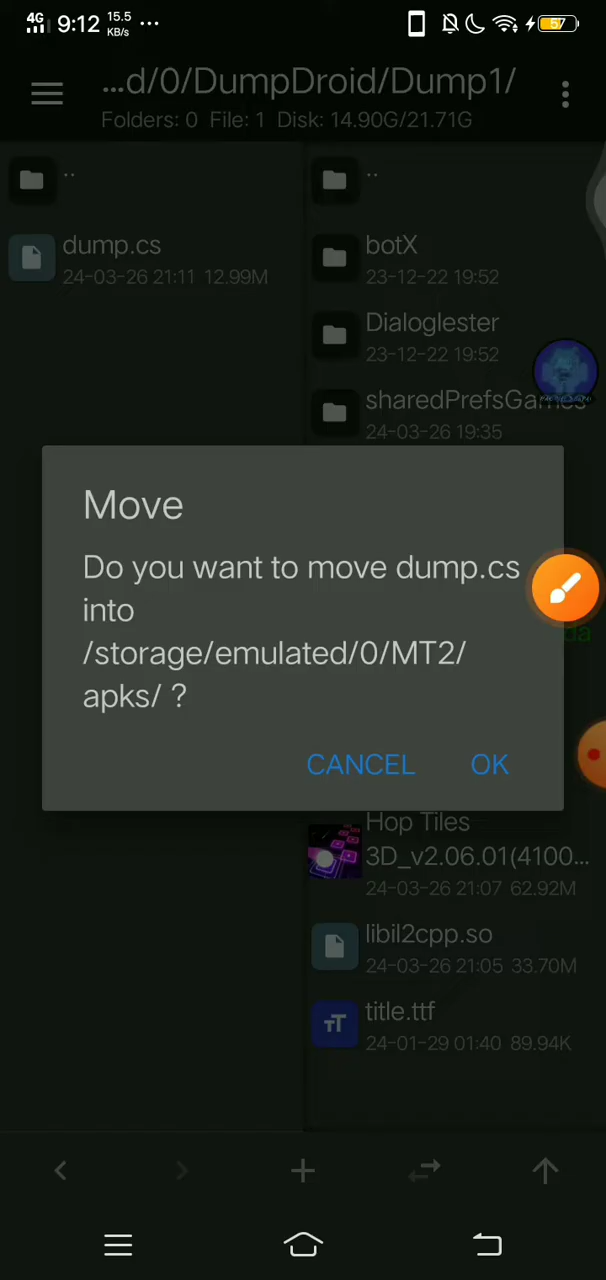 4G 9:12 15.5 KB/s ... 57
...d/0/DumpDroid/Dump1/
Folders: 0 File: 1 Disk: 14.90G/21.71G
..
dump.cs
24-03-26 21:11 12.99M
..
botX
23-12-22 19:52
Dialoglester
23-12-22 19:52
sharedPrefsGames
24-03-26 19:35
Move
Do you want to move dump.cs
into
/storage/emulated/0/MT2/
apks/ ?
CANCEL OK
da
Hop Tiles
3D_v2.06.01(4100...
24-03-26 21:07 62.92M
libil2cpp.so
24-03-26 21:05 33.70M
title.ttf
24-01-29 01:40 89.94K